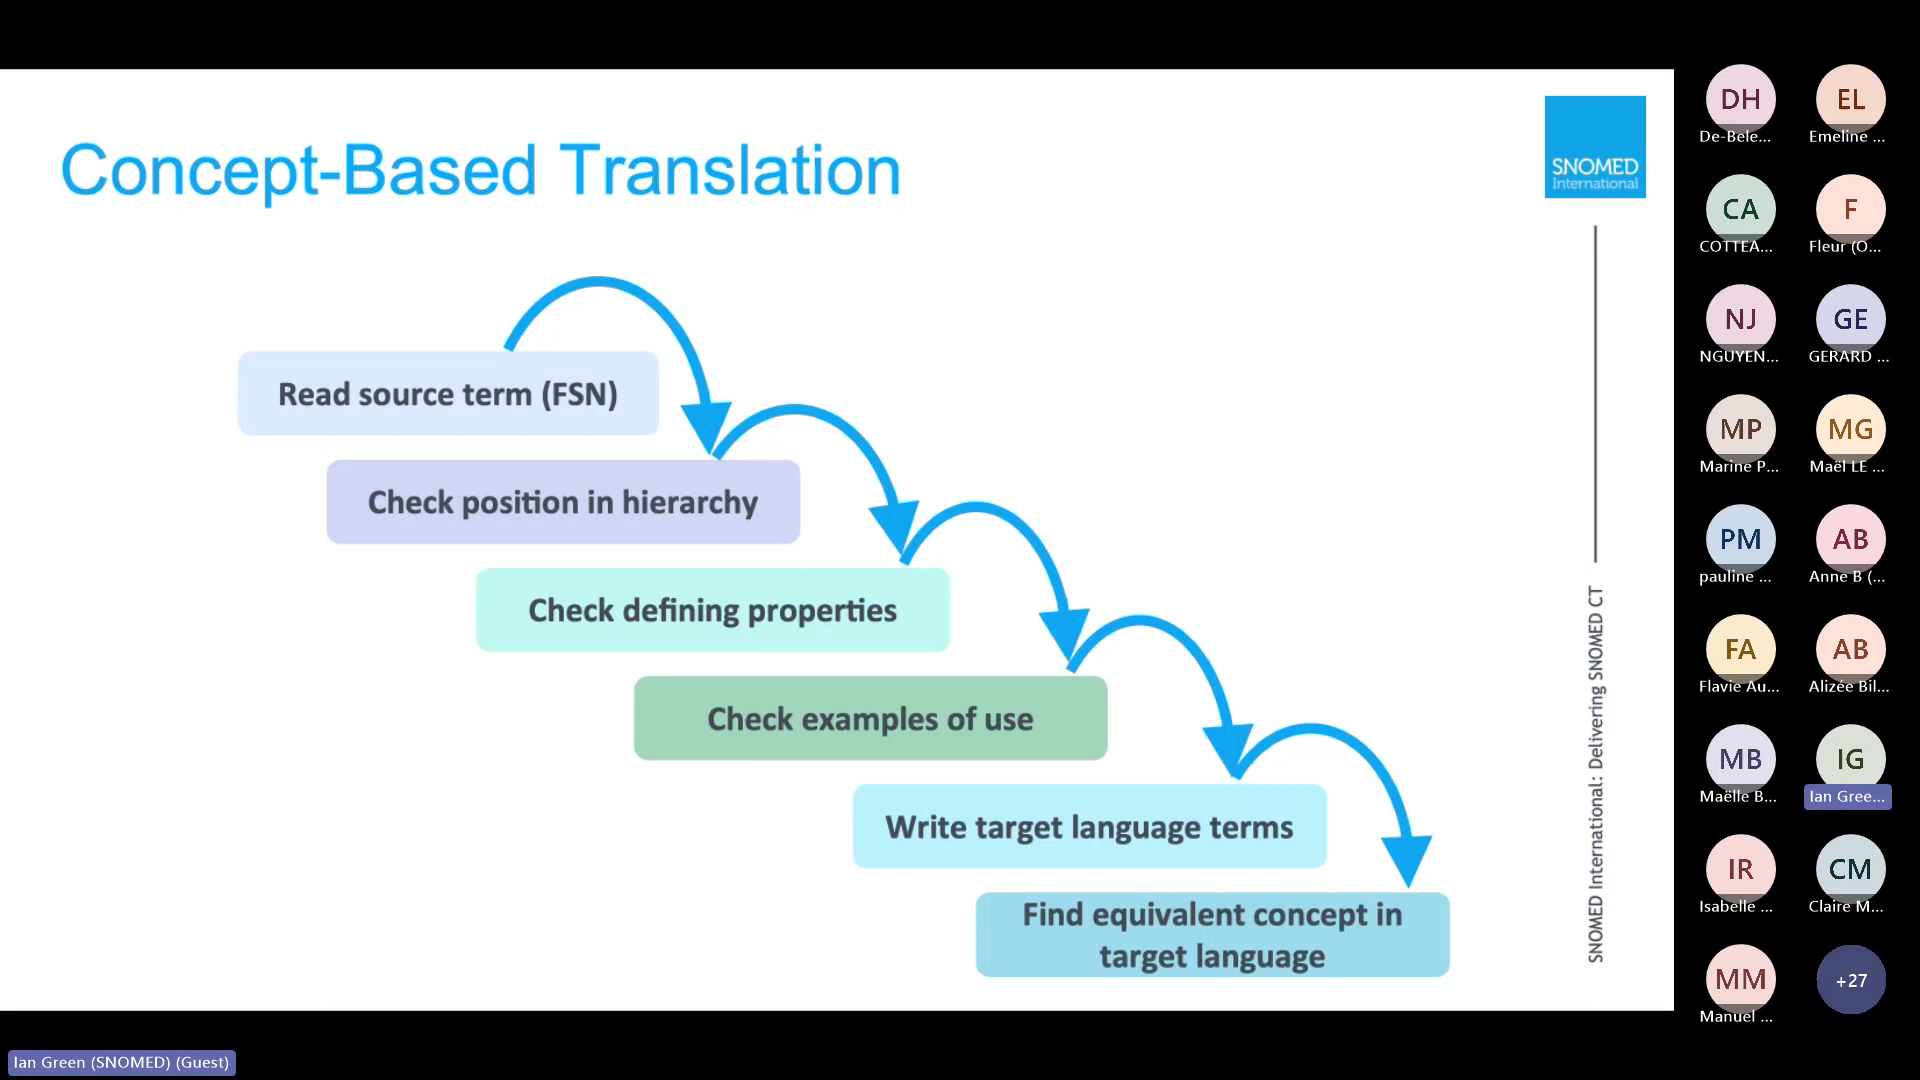 Concept-Based Translation
SNOMED
International
Read source term (FSN)
Check position in hierarchy
Check defining properties
Check examples of use
Write target language terms
Find equivalent concept in
target language
SNOMED International: Delivering SNOMED CT
DH
De-Bele...
EL
Emeline ...
CA
COTTEA...
F
Fleur (O...
NJ
NGUYEN...
GE
GERARD ...
MP
Marine P...
MG
Maël LE ...
PM
pauline ...
AB
Anne B (...
FA
Flavie Au...
AB
Alizée Bil...
MB
Maëlle B...
IG
Ian Gree...
IR
Isabelle ...
CM
Claire M...
MM
Manuel ...
+27
Ian Green (SNOMED) (Guest)